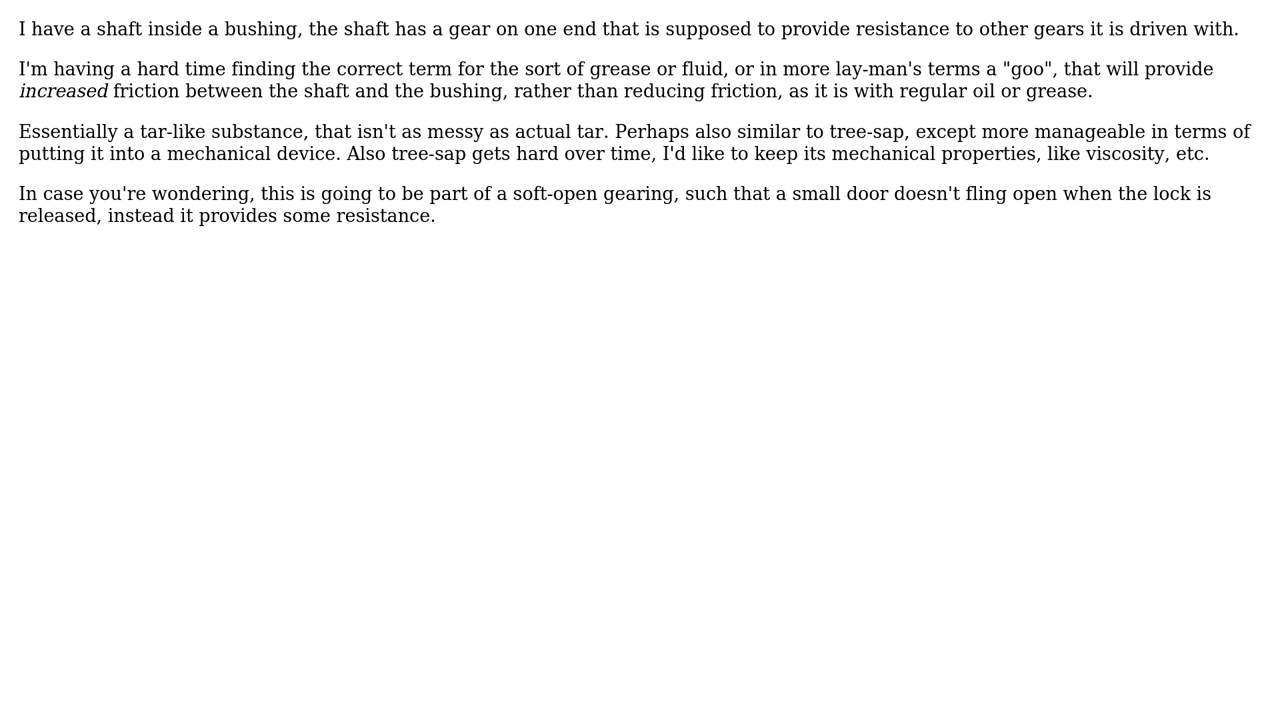 I have a shaft inside a bushing, the shaft has a gear on one end that is supposed to provide resistance to other gears it is driven with.
I'm having a hard time finding the correct term for the sort of grease or fluid, or in more lay-man's terms a "goo", that will provide
increased friction between the shaft and the bushing, rather than reducing friction, as it is with regular oil or grease.
Essentially a tar-like substance, that isn't as messy as actual tar. Perhaps also similar to tree-sap, except more manageable in terms of
putting it into a mechanical device. Also tree-sap gets hard over time, I'd like to keep its mechanical properties, like viscosity, etc.
In case you're wondering, this is going to be part of a soft-open gearing, such that a small door doesn't fling open when the lock is
released, instead it provides some resistance.